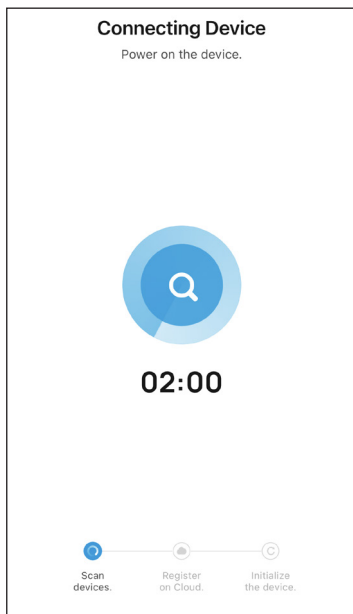 Connecting Device
Power on the device.
02:00
Scan
devices.
Register
on Cloud.
Initialize
the device.